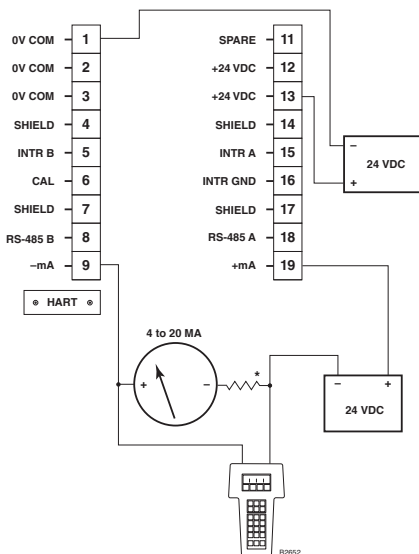 0V COM 1
0V COM 2
0V COM 3
SHIELD 4
INTR B 5
CAL 6
SHIELD 7
RS-485 B 8
–mA 9
HART
SPARE 11
+24 VDC 12
+24 VDC 13
SHIELD 14
INTR A 15
INTR GND 16
SHIELD 17
RS-485 A 18
+mA 19
–
24 VDC
+
4 to 20 MA
+ –
*
– +
24 VDC
B2652